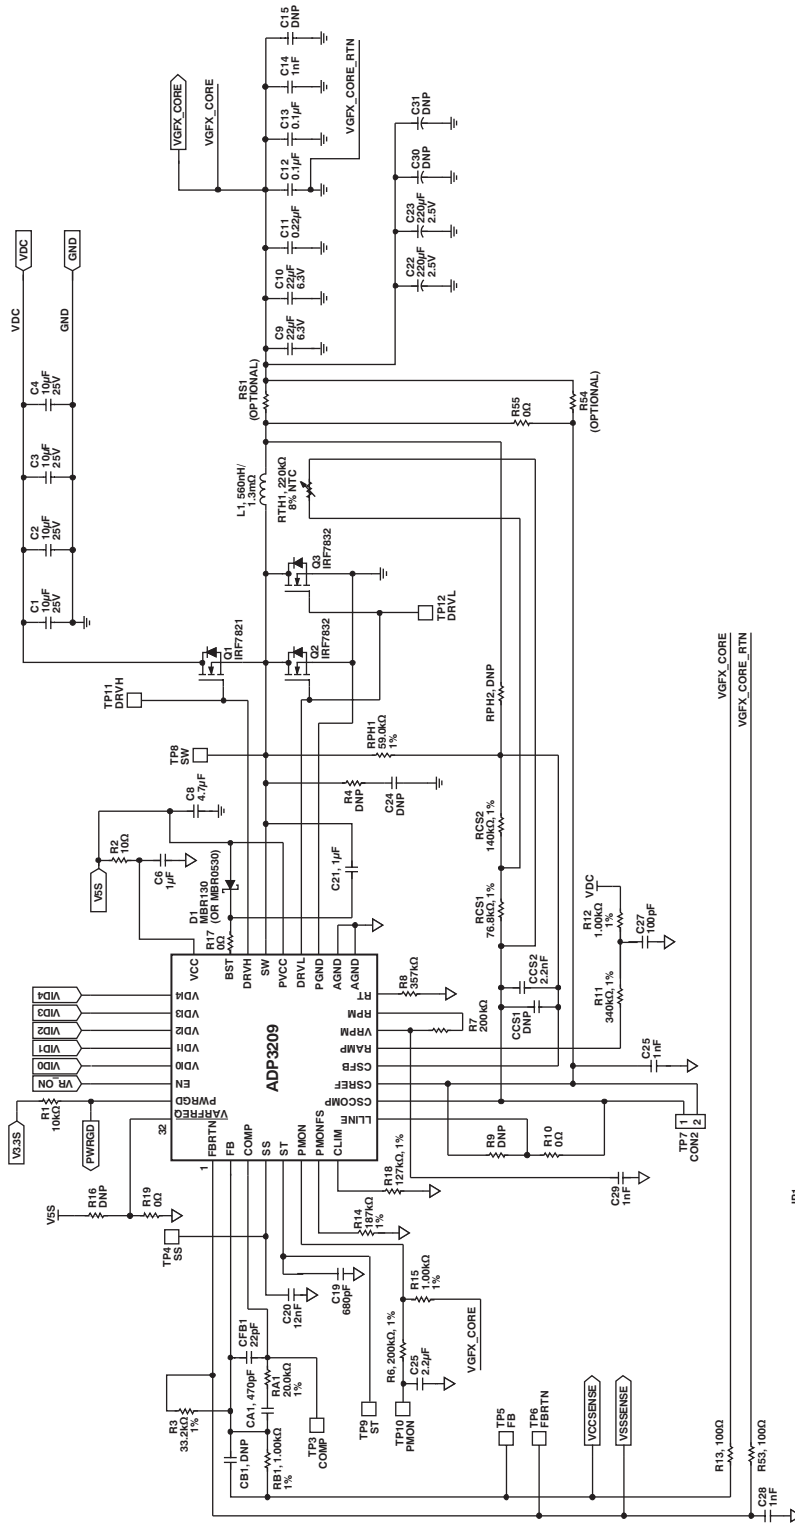 V3.3S
R1
10kΩ
PWRGD
VR_ON
VID0
VID1
VID2
VID3
VID4
V5S
R16
DNP
R19
0Ω
V5S
R2
10Ω
C6
1µF
C8
4.7µF
TP8
SW
TP11
DRVH
C1
10µF
25V
C2
10µF
25V
C3
10µF
25V
C4
10µF
25V
VDC
GND
VDC
GND
D1
MBR130
(OR MBR0530)
R17
0Ω
TP4
SS
R3
33.2kΩ
1%
CFB1
22pF
CB1, DNP
CA1, 470pF
RB1, 1.00kΩ
1%
RA1
20.0kΩ
1%
TP3
COMP
C20
12nF
C19
680pF
TP9
ST
TP10
PMON
R6, 200kΩ, 1%
C25
2.2µF
R15
1.00kΩ
1%
VGFX_CORE
R14
187kΩ
1%
R18
127kΩ, 1%
32
1
ADP3209
VARFREQ
PWRGD
EN
VDI0
VDI1
VDI2
VDI3
VDI4
FBRTN
FB
COMP
SS
ST
PMON
PMONFS
CLIM
VCC
BST
DRVH
SW
PVCC
DRVL
PGND
AGND
AGND
LLINE
CSCOMP
CSREF
CSFB
RAMP
VRPM
RPM
RT
R8
357kΩ
R7
200kΩ
C21, 1µF
Q1
IRF7821
Q2
IRF7832
Q3
IRF7832
TP12
DRVL
R4
DNP
C24
DNP
RPH1
59.0kΩ
1%
RPH2, DNP
L1, 560nH/
1.3mΩ
RTH1, 220kΩ
8% NTC
RS1
(OPTIONAL)
C9
22µF
6.3V
C10
22µF
6.3V
C11
0.22µF
C12
0.1µF
C13
0.1µF
C14
1nF
C15
DNP
VGFX_CORE
VGFX_CORE
VGFX_CORE_RTN
C22
220µF
2.5V
C23
220µF
2.5V
C30
DNP
C31
DNP
R55
0Ω
R54
(OPTIONAL)
RCS1
76.8kΩ, 1%
RCS2
140kΩ, 1%
CCS1
DNP
CCS2
2.2nF
VDC
R12
1.00kΩ
1%
R11
340kΩ, 1%
C27
100pF
C25
1nF
R9
DNP
R10
0Ω
C29
1nF
TP7
CON2
1
2
TP5
FB
TP6
FBRTN
VCCSENSE
VSSSENSE
R13, 100Ω
VGFX_CORE
R53, 100Ω
VGFX_CORE_RTN
C28
1nF